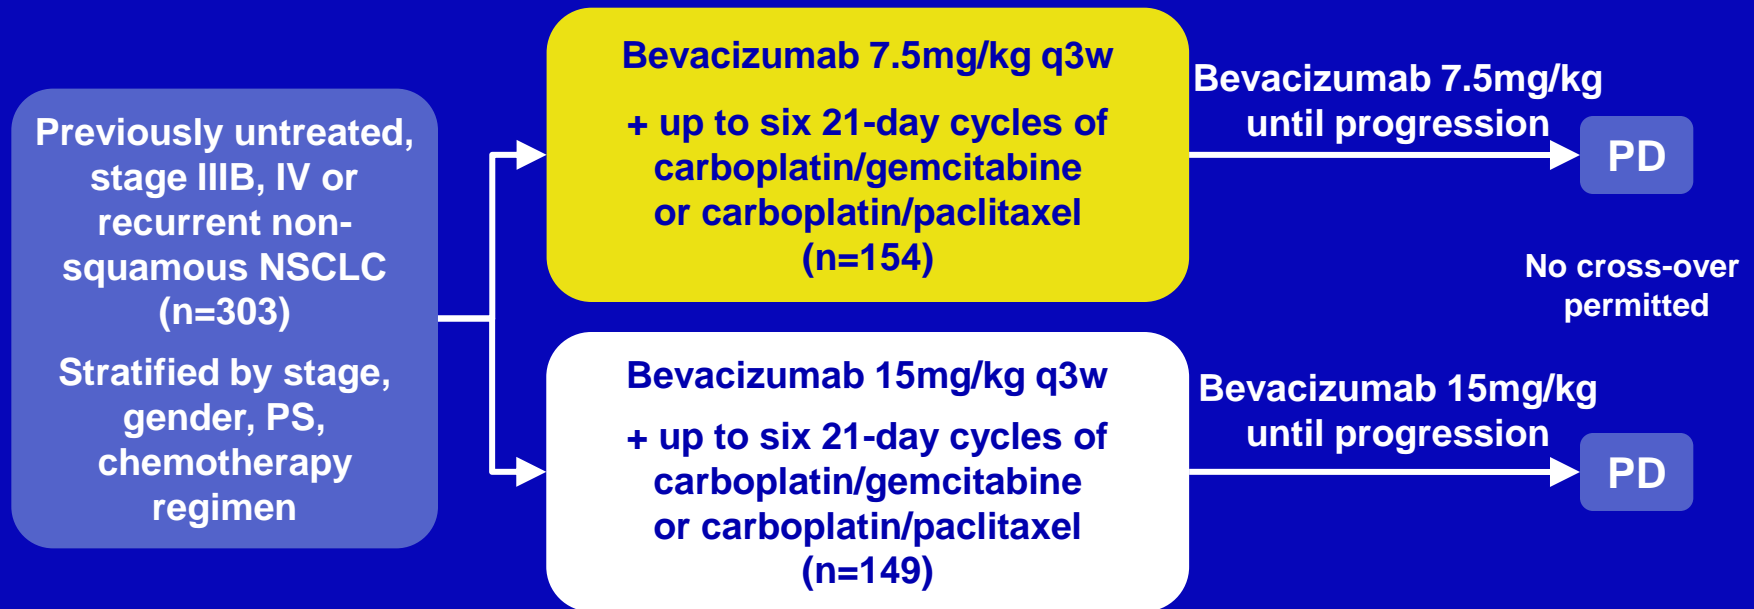 Previously untreated,
stage IIIB, IV or
recurrent non-
squamous NSCLC
(n=303)
Stratified by stage,
gender, PS,
chemotherapy
regimen
Bevacizumab 7.5mg/kg q3w
+ up to six 21-day cycles of
carboplatin/gemcitabine
or carboplatin/paclitaxel
(n=154)
Bevacizumab 7.5mg/kg
until progression
PD
No cross-over
permitted
Bevacizumab 15mg/kg q3w
+ up to six 21-day cycles of
carboplatin/gemcitabine
or carboplatin/paclitaxel
(n=149)
Bevacizumab 15mg/kg
until progression
PD